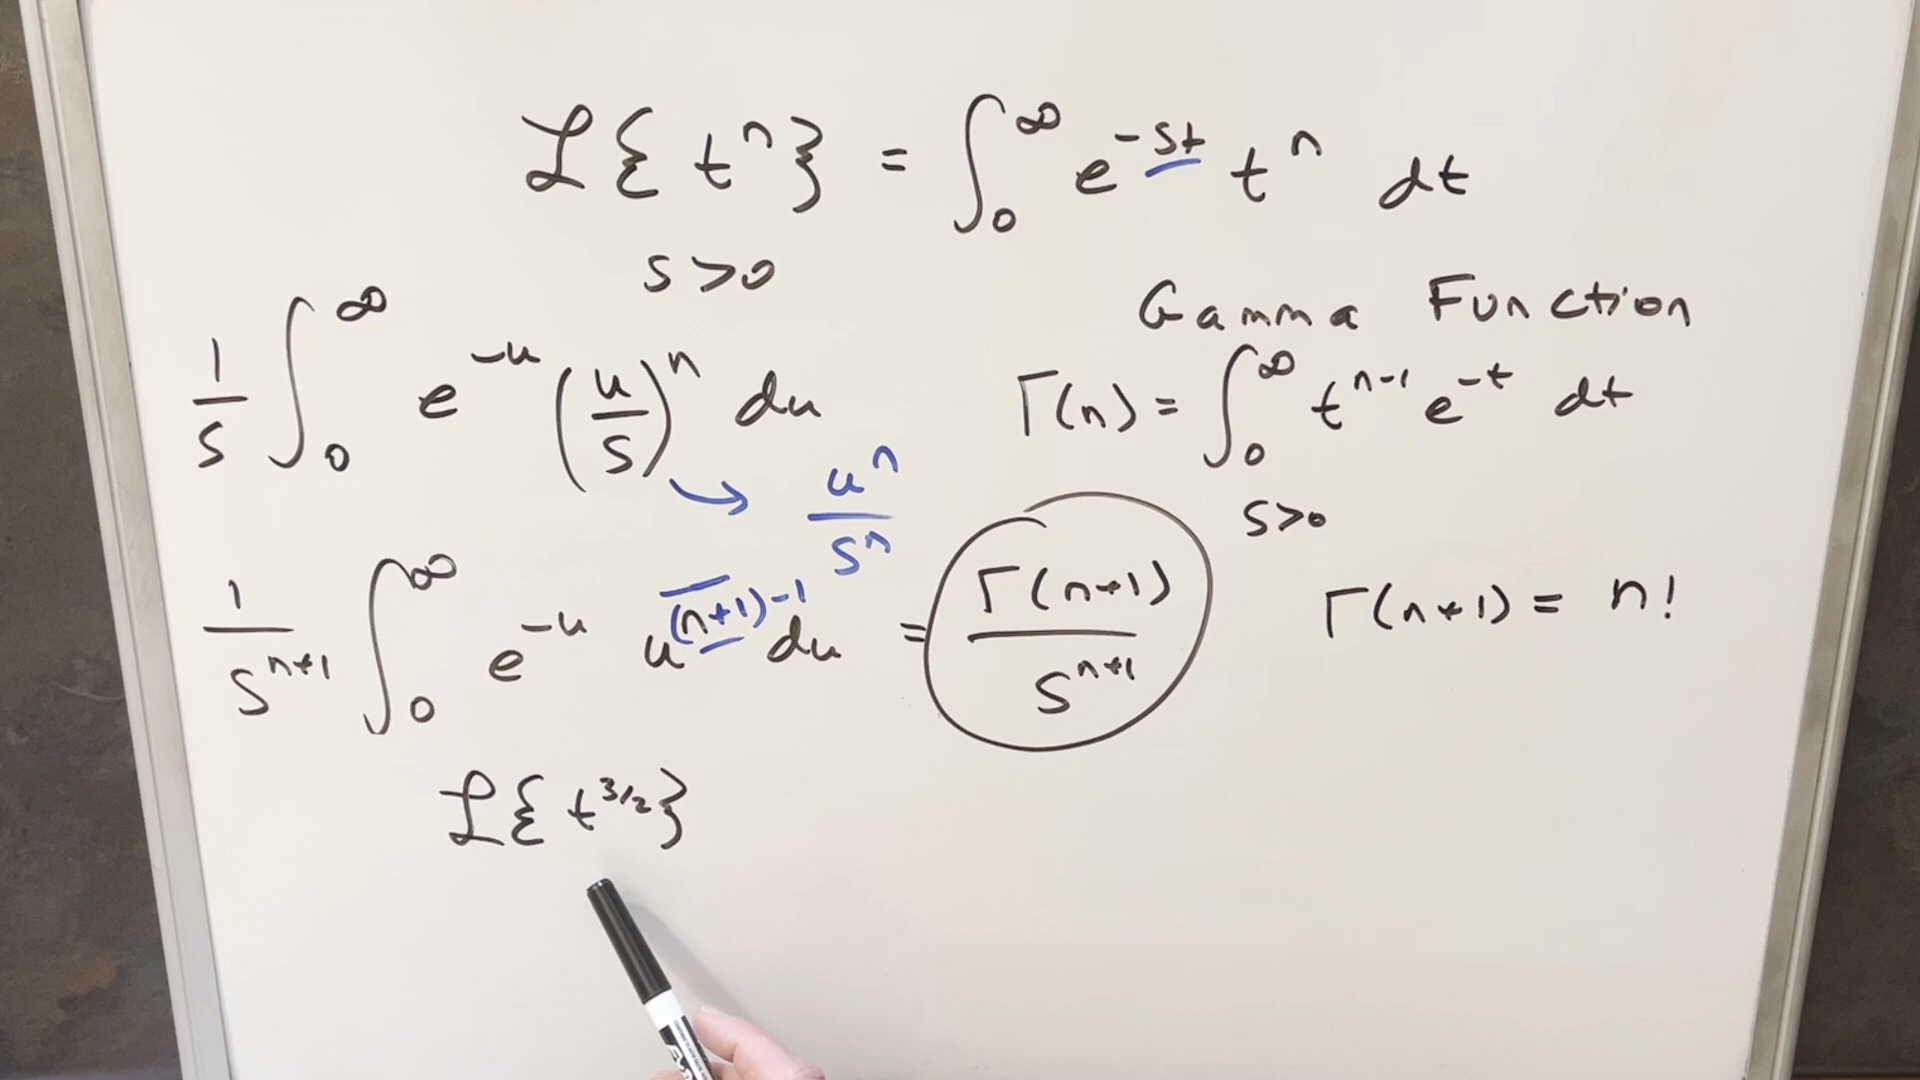 ℒ{ tⁿ } = ∫₀^∞ e^{-st} tⁿ dt
s>0
Gamma Function
1/s ∫₀^∞ e^{-u} (u/s)ⁿ du
Γ(n) = ∫₀^∞ t^{n-1} e^{-t} dt
→ uⁿ/sⁿ
s>0
1/s^{n+1} ∫₀^∞ e^{-u} u^{(n+1)-1} du = Γ(n+1)/s^{n+1}
Γ(n+1) = n!
ℒ{ t^{3/2} }